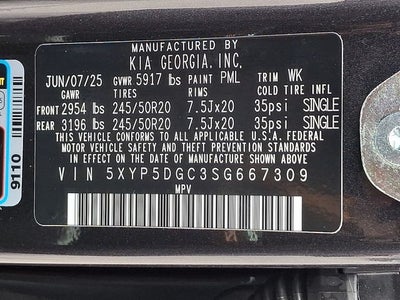 MANUFACTURED BY
KIA GEORGIA, INC.
JUN/07/25 GVWR 5917 lbs PAINT PML TRIM WK
GAWR TIRES RIMS COLD TIRE INFL
FRONT 2954 lbs 245/50R20 7.5Jx20 35psi SINGLE
REAR 3196 lbs 245/50R20 7.5Jx20 35psi SINGLE
THIS VEHICLE CONFORMS TO ALL APPLICABLE U.S.A. FEDERAL
MOTOR VEHICLE SAFETY AND THEFT PREVENTION STANDARDS
IN EFFECT ON THE DATE OF MANUFACTURE SHOWN ABOVE.
VIN 5XYP5DGC3SG667309
MPV
9110